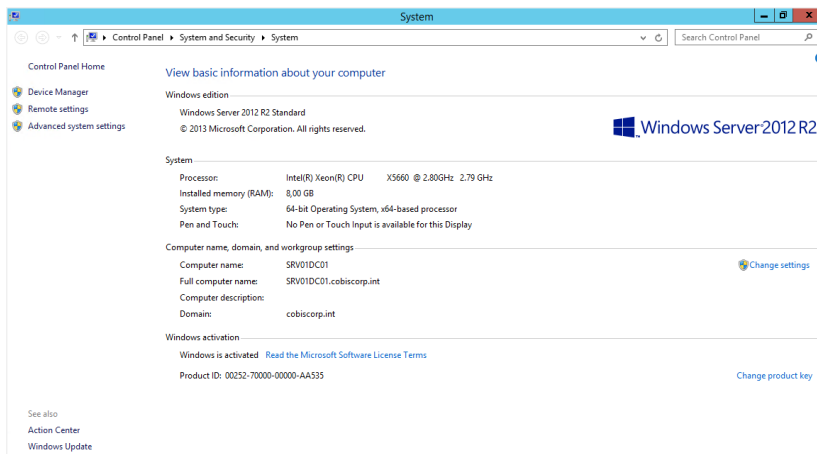 System
Control Panel System and Security System
Search Control Panel
Control Panel Home
Device Manager
Remote settings
Advanced system settings
View basic information about your computer
Windows edition
Windows Server 2012 R2 Standard
© 2013 Microsoft Corporation. All rights reserved.
Windows Server 2012 R2
System
Processor: Intel(R) Xeon(R) CPU X5660 @ 2.80GHz 2.79 GHz
Installed memory (RAM): 8,00 GB
System type: 64-bit Operating System, x64-based processor
Pen and Touch: No Pen or Touch Input is available for this Display
Computer name, domain, and workgroup settings
Computer name: SRV01DC01
Change settings
Full computer name: SRV01DC01.cobiscorp.int
Computer description:
Domain: cobiscorp.int
Windows activation
Windows is activated Read the Microsoft Software License Terms
Product ID: 00252-70000-00000-AA535
Change product key
See also
Action Center
Windows Update